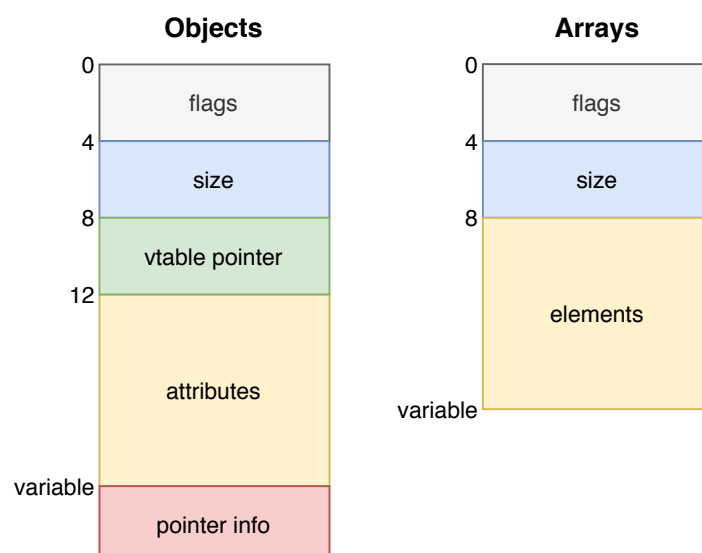 Objects
0
flags
4
size
8
vtable pointer
12
attributes
variable
pointer info
Arrays
0
flags
4
size
8
elements
variable